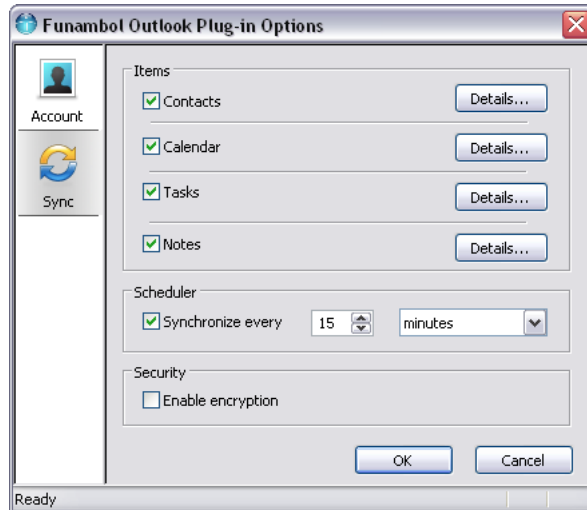 Funambol Outlook Plug-in Options
Account
Sync
Items
Contacts Details...
Calendar Details...
Tasks Details...
Notes Details...
Scheduler
Synchronize every 15 minutes
Security
Enable encryption
OK Cancel
Ready